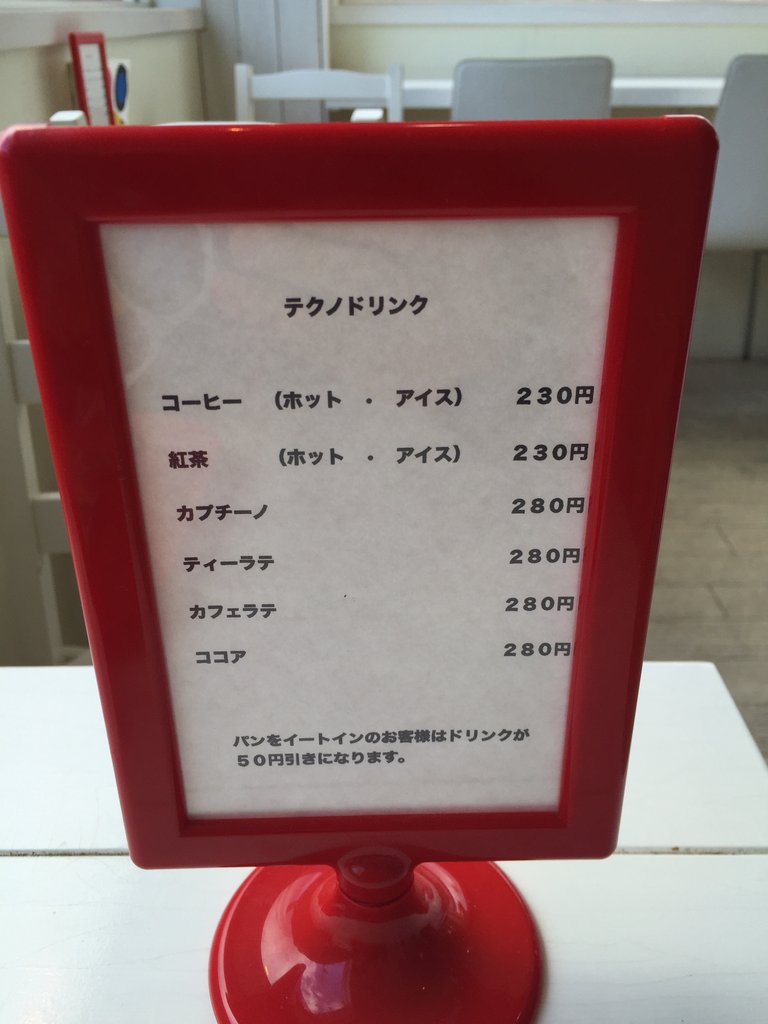 テクノドリンク
コーヒー （ホット ・ アイス） 230円
紅茶 （ホット ・ アイス） 230円
カプチーノ 280円
ティーラテ 280円
カフェラテ 280円
ココア 280円
パンをイートインのお客様はドリンクが
５０円引きになります。